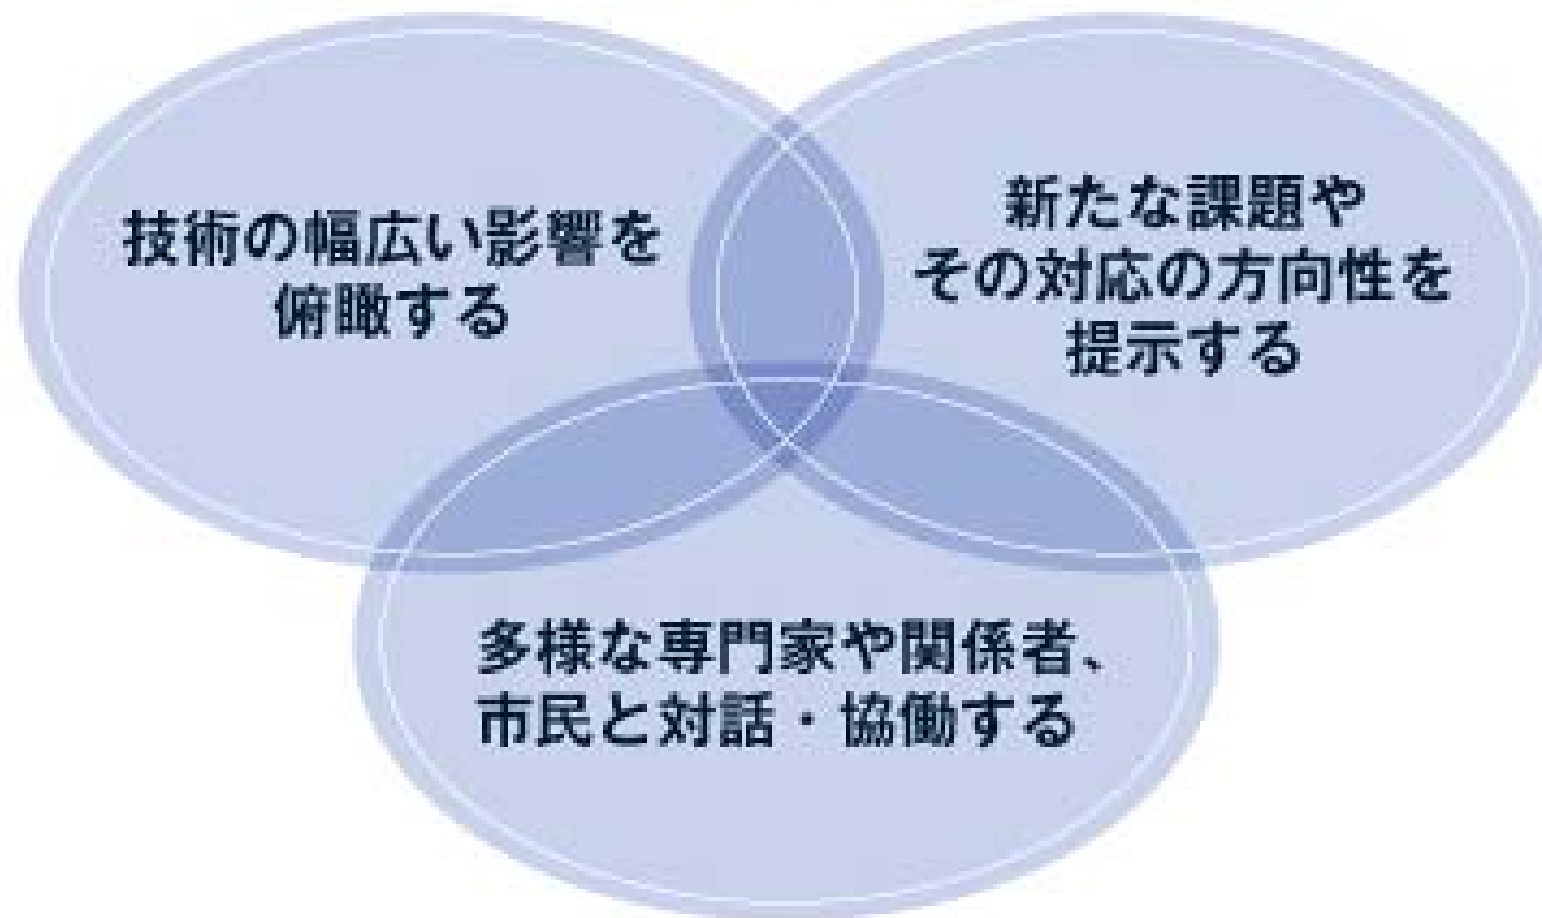 技術の幅広い影響を
俯瞰する
新たな課題や
その対応の方向性を
提示する
多様な専門家や関係者、
市民と対話・協働する